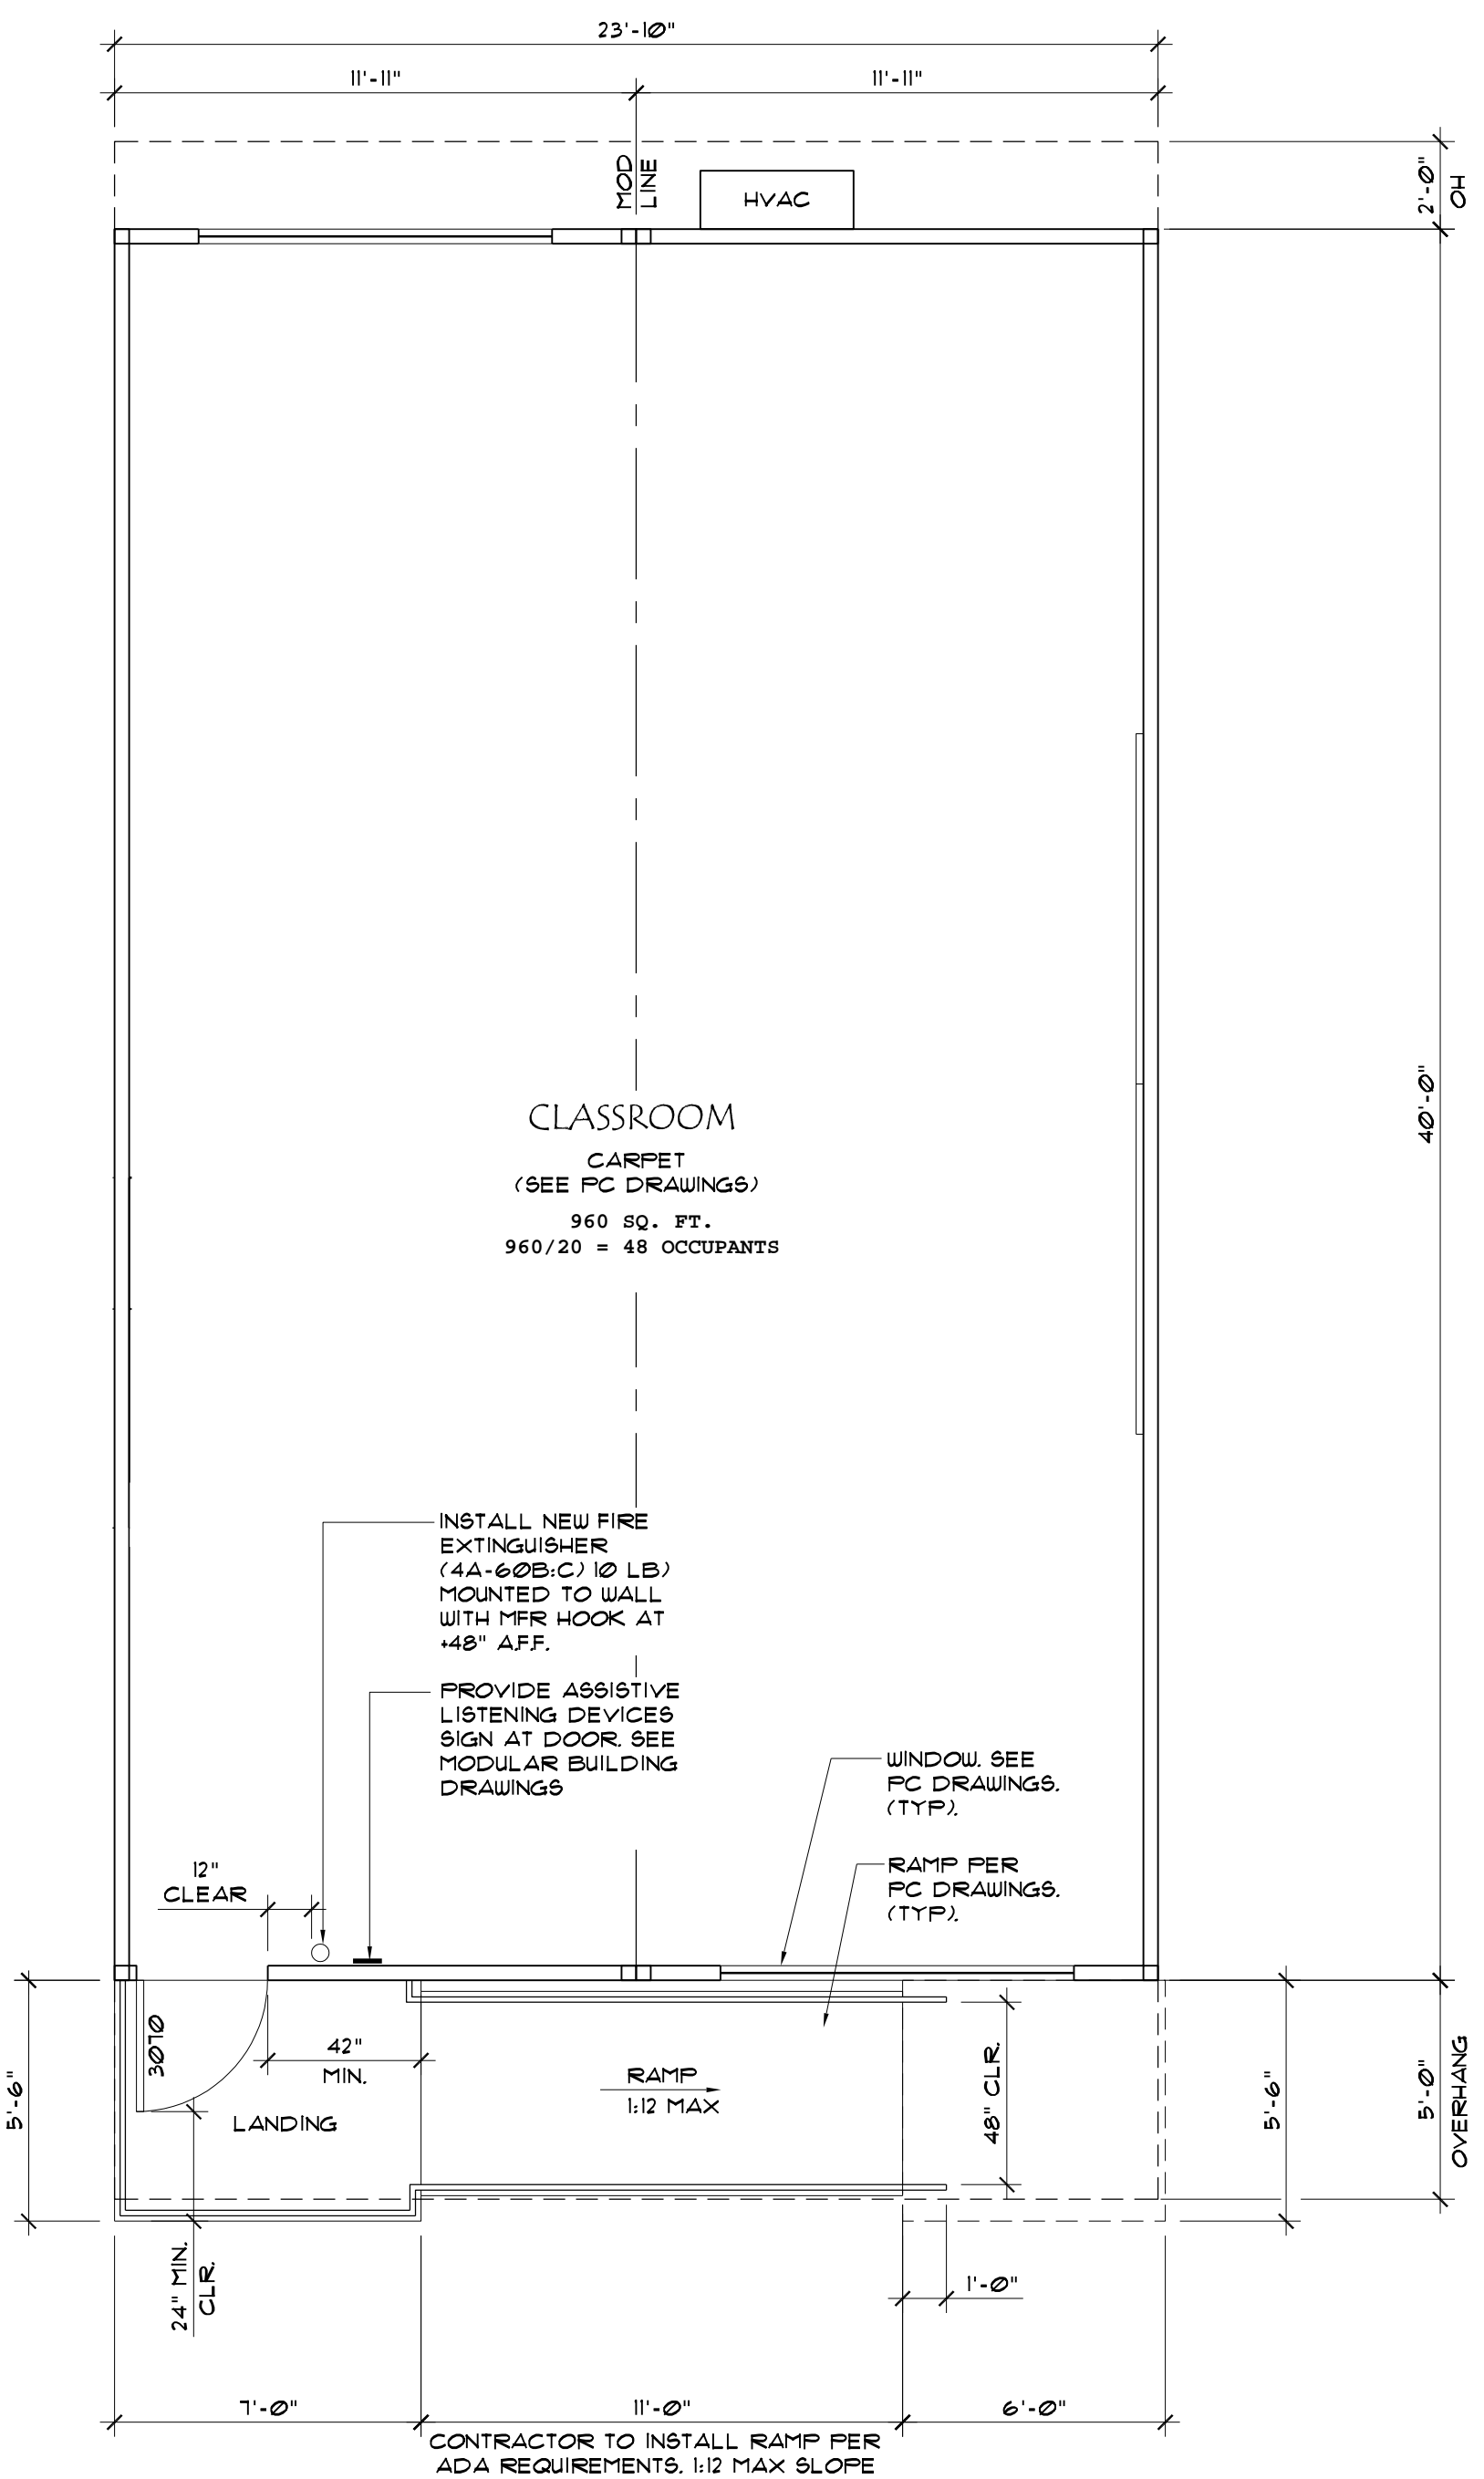 23'-10"
11'-11"
11'-11"
MOD
LINE
HVAC
2'-0"
OH
40'-0"
CLASSROOM
CARPET
(SEE PC DRAWINGS)
960 SQ. FT.
960/20 = 48 OCCUPANTS
INSTALL NEW FIRE
EXTINGUISHER
(4A-60B:C) 10 LB)
MOUNTED TO WALL
WITH MFR HOOK AT
+48" A.F.F.
PROVIDE ASSISTIVE
LISTENING DEVICES
SIGN AT DOOR. SEE
MODULAR BUILDING
DRAWINGS
WINDOW. SEE
PC DRAWINGS.
(TYP).
RAMP PER
PC DRAWINGS.
(TYP).
12"
CLEAR
3070
42"
MIN.
LANDING
RAMP
1:12 MAX
48" CLR.
5'-6"
5'-6"
5'-0"
OVERHANG
24" MIN.
CLR.
1'-0"
7'-0"
11'-0"
6'-0"
CONTRACTOR TO INSTALL RAMP PER
ADA REQUIREMENTS. 1:12 MAX SLOPE